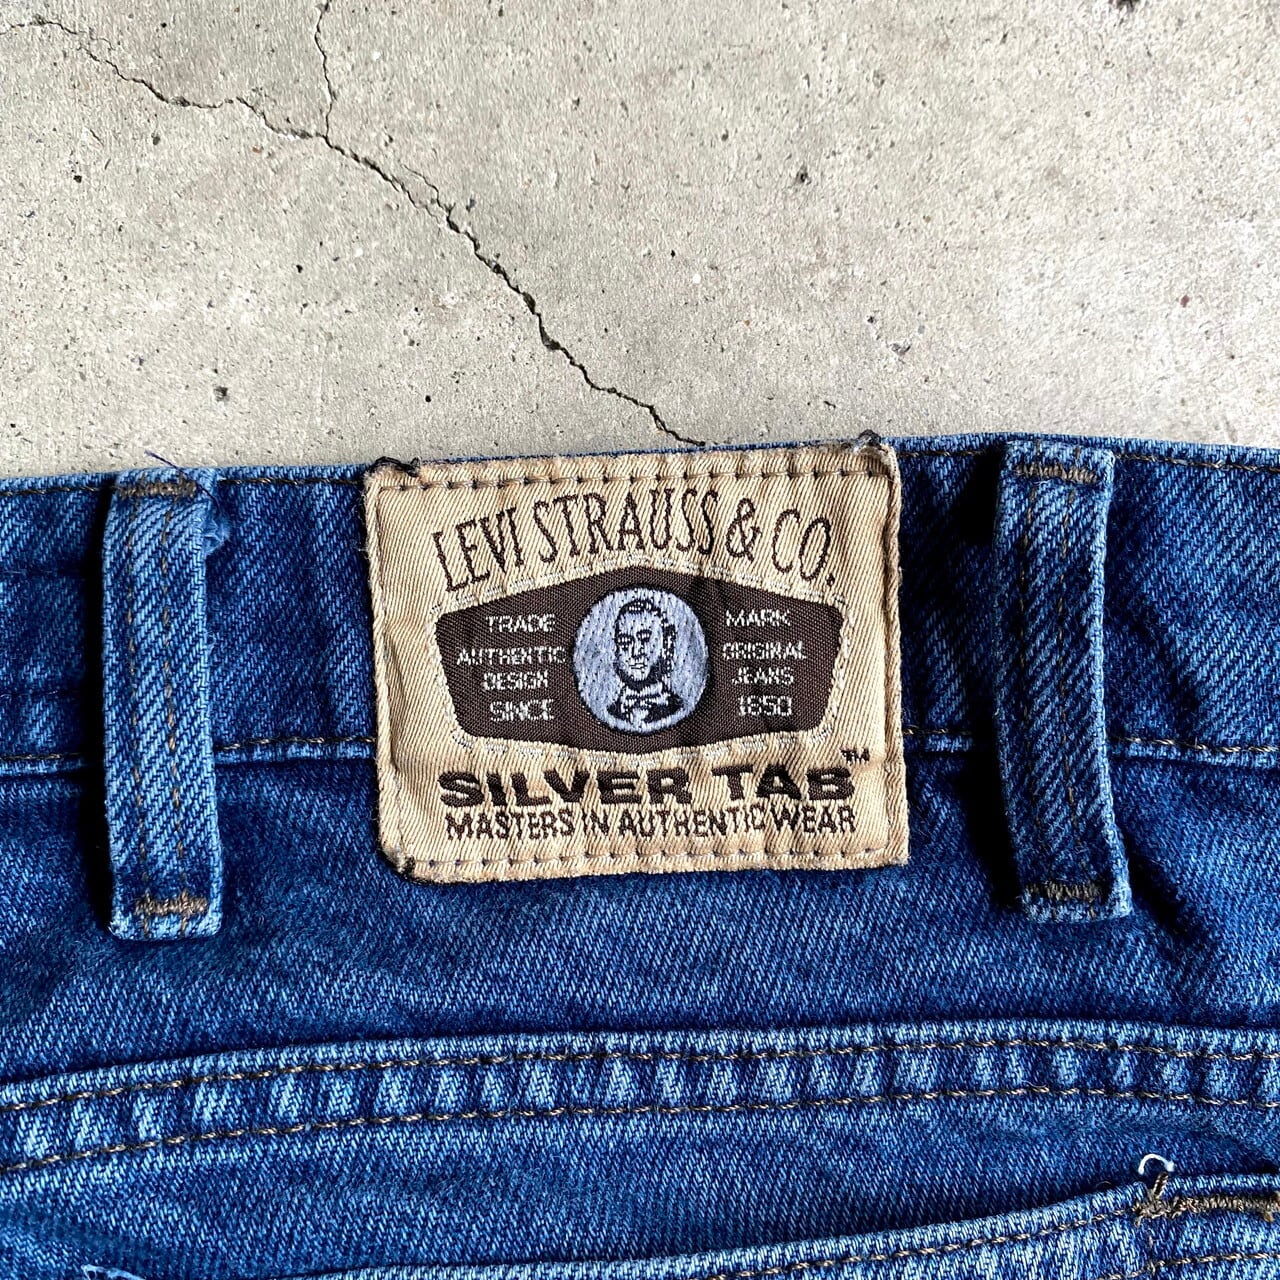 LEVI STRAUSS & CO.
TRADE MARK
AUTHENTIC ORIGINAL
DESIGN JEANS
SINCE 1850
SILVER TAB™
MASTERS IN AUTHENTIC WEAR